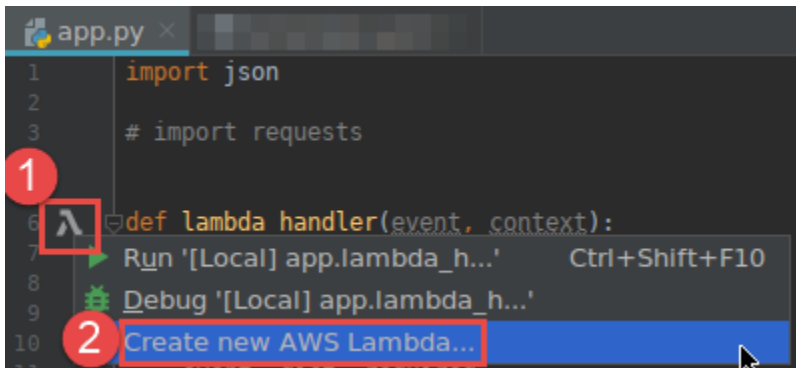 app.py
1 import json
2
3 # import requests
1
6 λ def lambda_handler(event, context):
7 Run '[Local] app.lambda_h...' Ctrl+Shift+F10
8
9 Debug '[Local] app.lambda_h...'
10 2 Create new AWS Lambda...